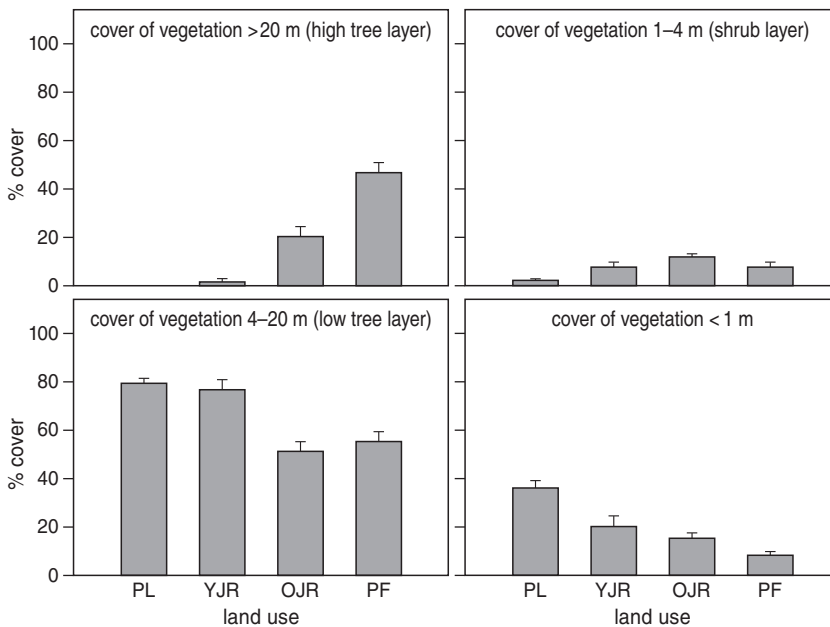 cover of vegetation >20 m (high tree layer)
100
80
60
40
20
0
% cover
cover of vegetation 1–4 m (shrub layer)
cover of vegetation 4–20 m (low tree layer)
100
80
60
40
20
0
% cover
PL YJR OJR PF
land use
cover of vegetation < 1 m
PL YJR OJR PF
land use